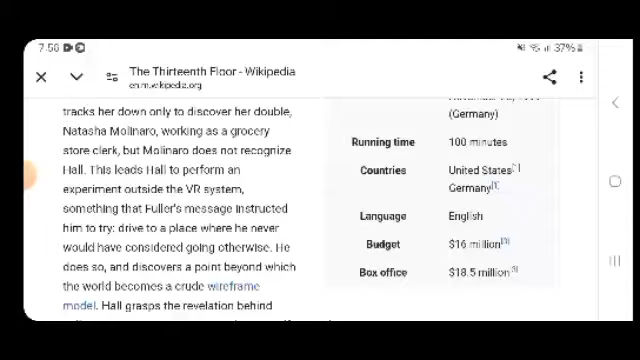 7:58
37%
The Thirteenth Floor - Wikipedia
en.m.wikipedia.org
tracks her down only to discover her double,
Natasha Molinaro, working as a grocery
store clerk, but Molinaro does not recognize
Hall. This leads Hall to perform an
experiment outside the VR system,
something that Fuller's message instructed
him to try: drive to a place where he never
would have considered going otherwise. He
does so, and discovers a point beyond which
the world becomes a crude wireframe
model. Hall grasps the revelation behind
(Germany)
Running time 100 minutes
Countries United States[1]
Germany[1]
Language English
Budget $16 million[3]
Box office $18.5 million[3]